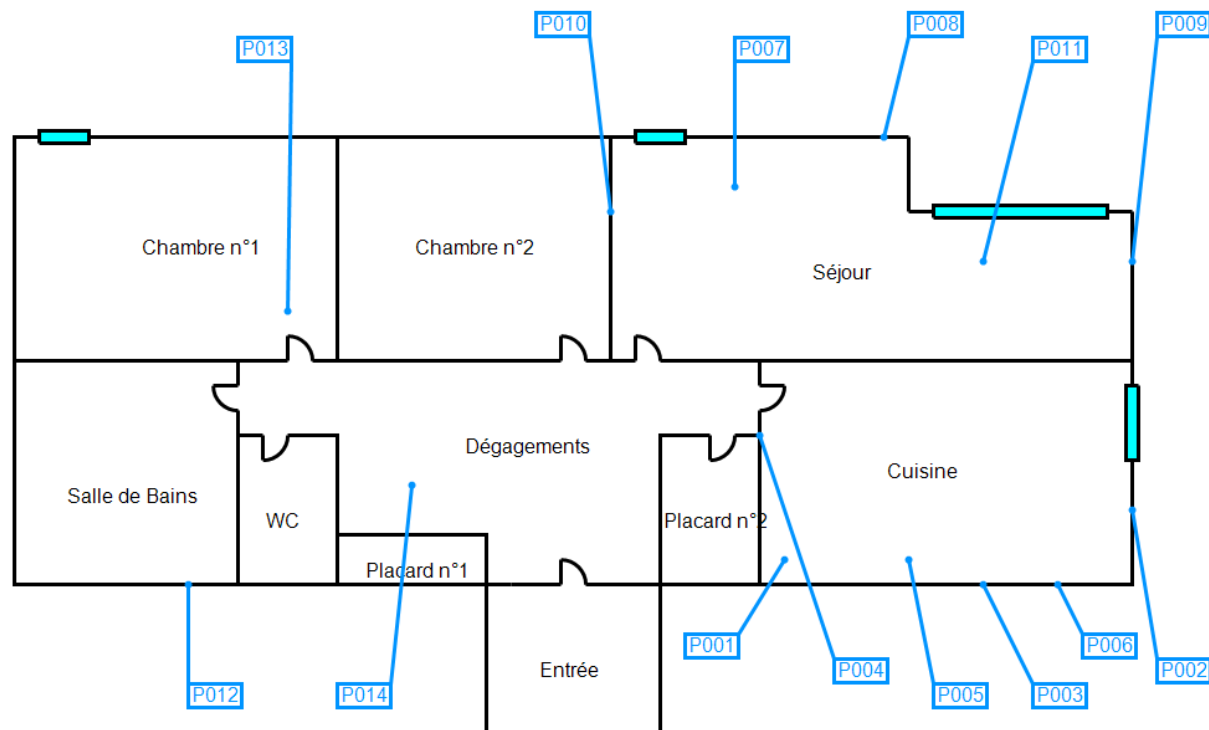 P010
P008
P009
P013
P007
P011
Chambre n°1
Chambre n°2
Séjour
Dégagements
Cuisine
Salle de Bains
WC
Placard n°2
Placard n°1
P001
P006
Entrée
P004
P002
P012
P014
P005
P003